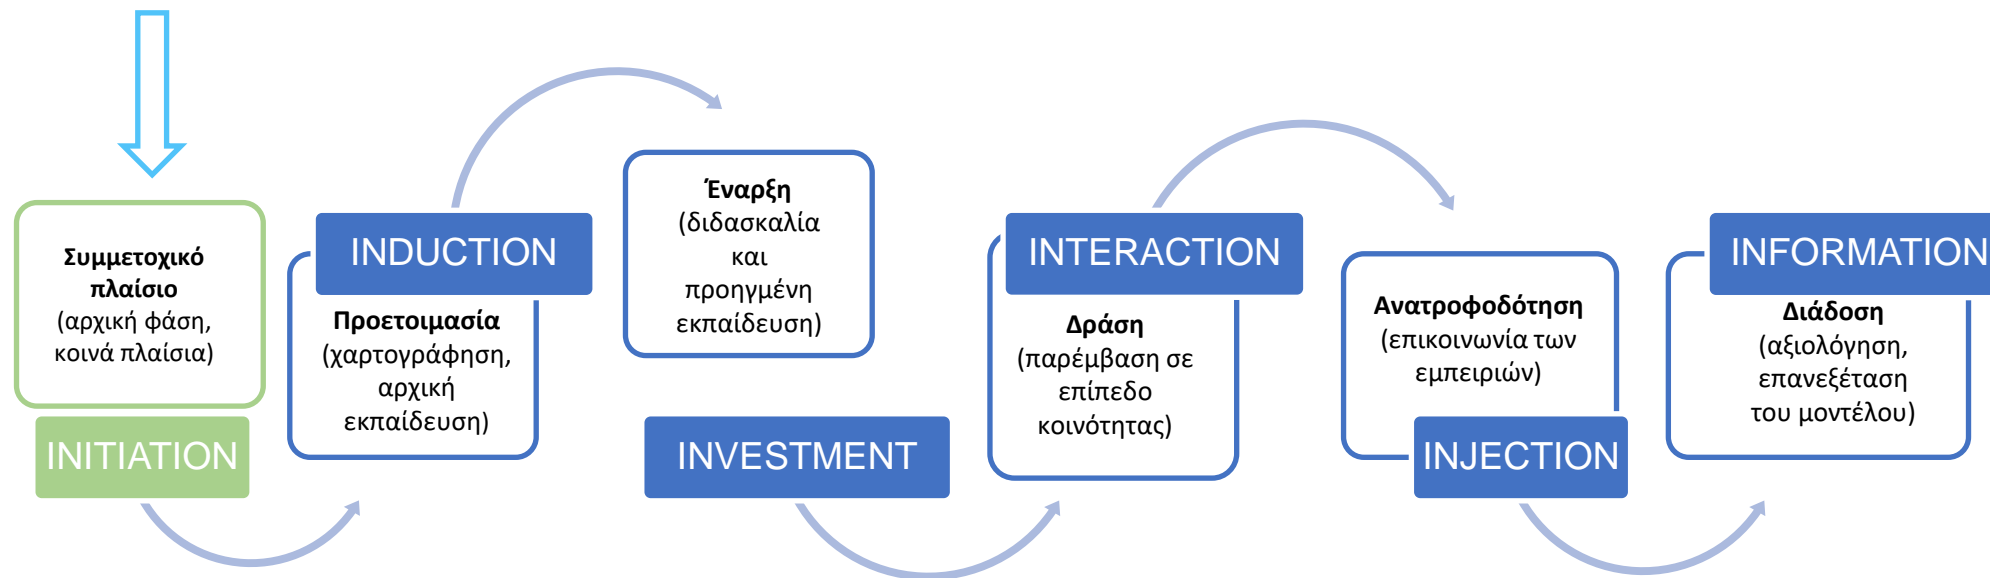 Συμμετοχικό
πλαίσιο
(αρχική φάση,
κοινά πλαίσια)
INITIATION
INDUCTION
Προετοιμασία
(χαρτογράφηση,
αρχική
εκπαίδευση)
Έναρξη
(διδασκαλία
και
προηγμένη
εκπαίδευση)
INVESTMENT
INTERACTION
Δράση
(παρέμβαση σε
επίπεδο
κοινότητας)
Ανατροφοδότηση
(επικοινωνία των
εμπειριών)
INJECTION
INFORMATION
Διάδοση
(αξιολόγηση,
επανεξέταση
του μοντέλου)